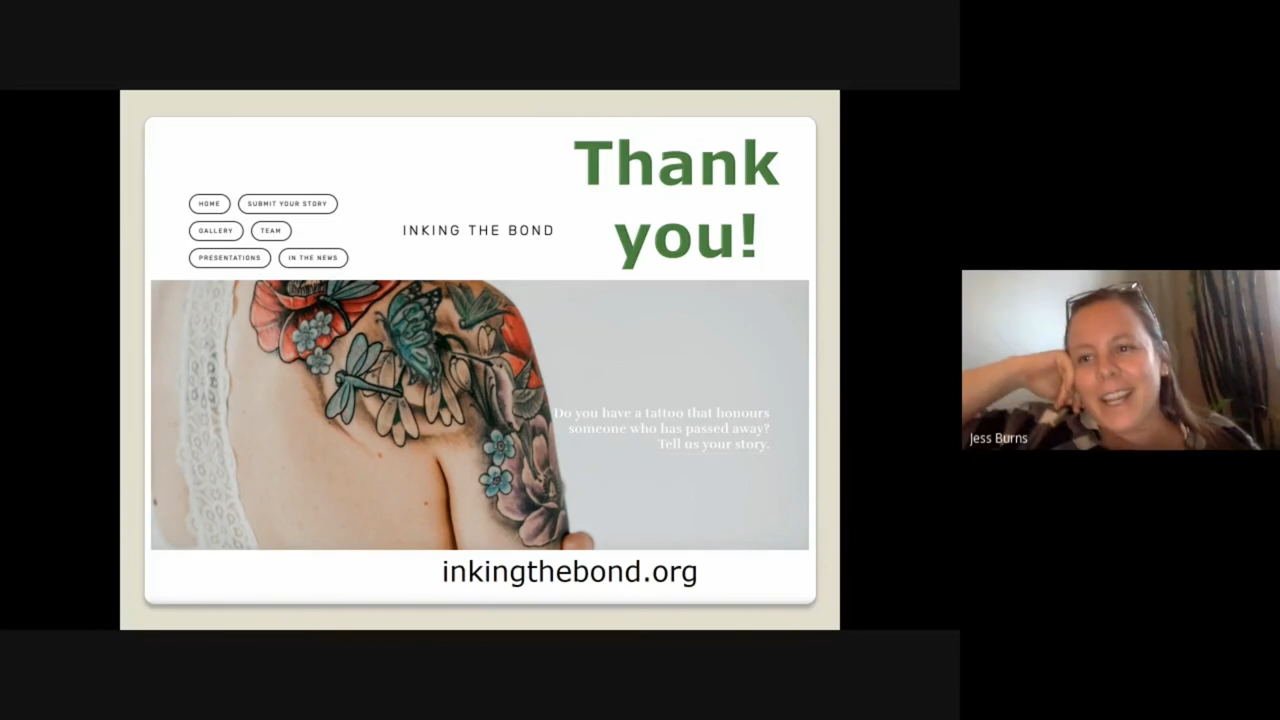 Thank
you!
HOME
SUBMIT YOUR STORY
GALLERY
TEAM
INKING THE BOND
PRESENTATIONS
IN THE NEWS
Do you have a tattoo that honours
someone who has passed away?
Tell us your story.
Jess Burns
inkingthebond.org